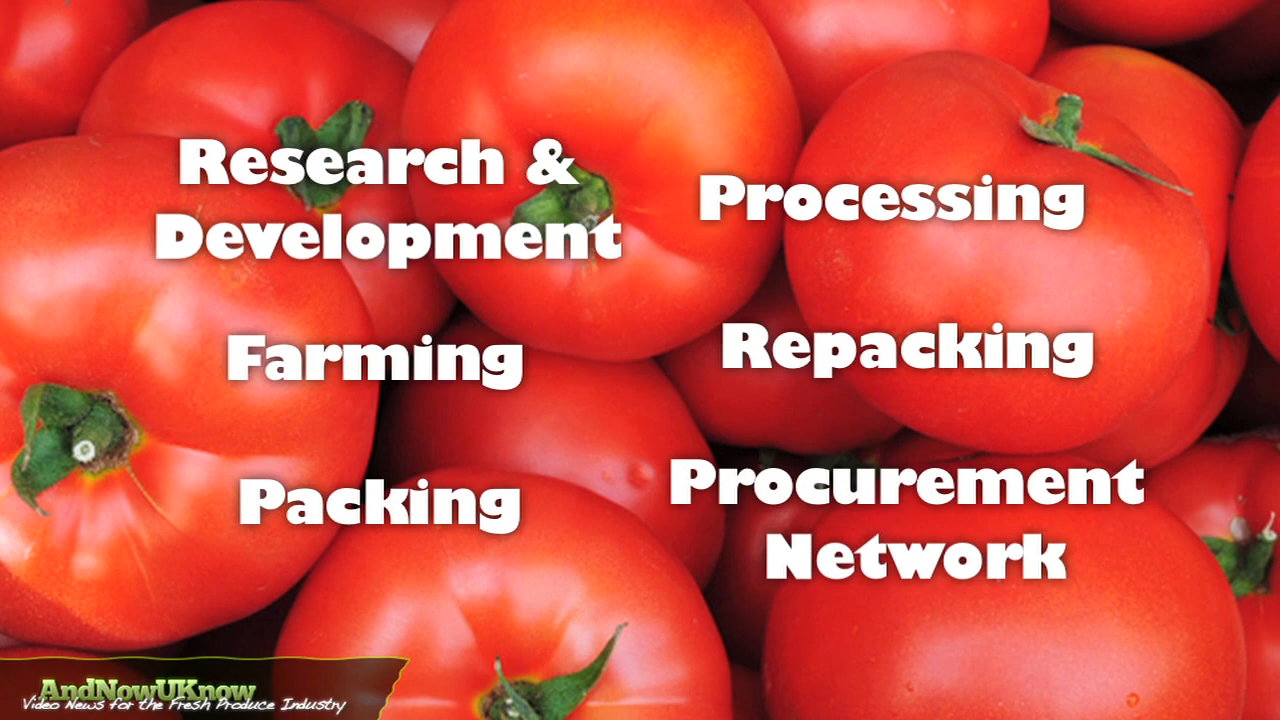 Research &
Development
Farming
Packing
Processing
Repacking
Procurement
Network
AndNowUKnow
Video News for the Fresh Produce Industry